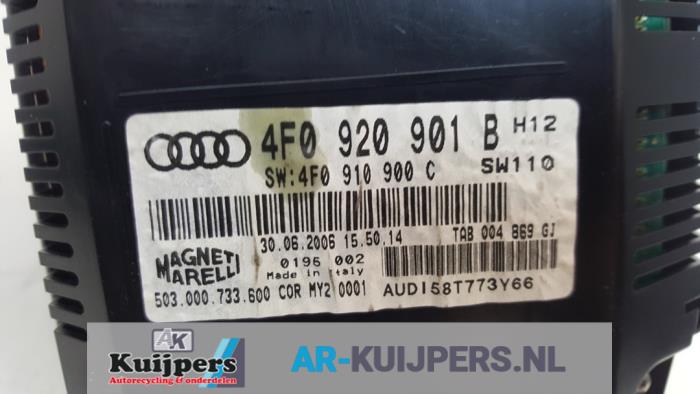 4F0 920 901 B H12
SW:4F0 910 900 C SW110
30.06.2006 15.50.14 TAB 004 869 GJ
MAGNETI
MARELLI
0196 002
Made in Italy
503.000.733.600 COR MY2 0001
AUDI58T773Y66
AK
Kuijpers
Autorecycling & onderdelen
AR-KUIJPERS.NL